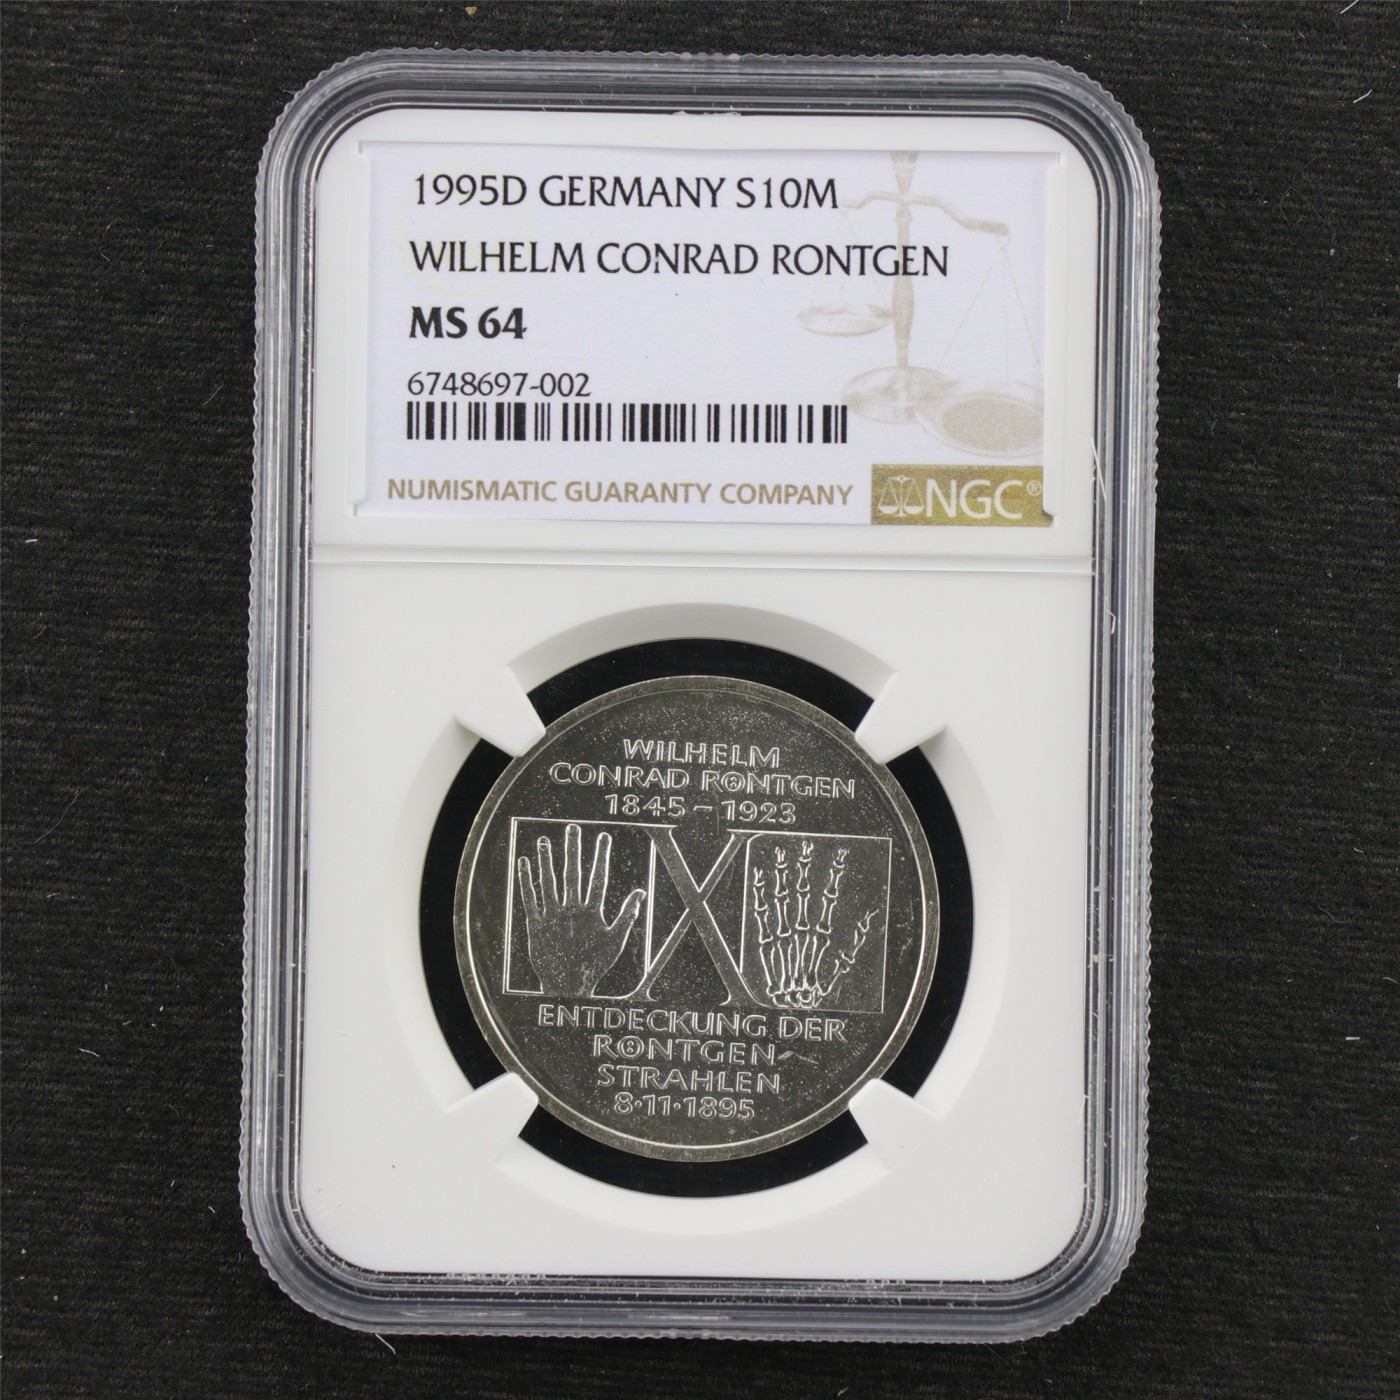 1995D GERMANY S10M
WILHELM CONRAD RONTGEN
MS 64
6748697-002
NUMISMATIC GUARANTY COMPANY NGC®
WILHELM
CONRAD RÖNTGEN
1845-1923
X
ENTDECKUNG DER
RÖNTGEN-
STRAHLEN
8·11·1895